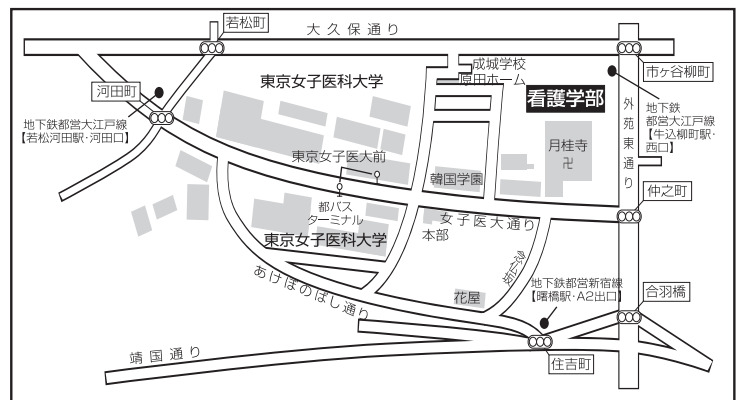 若松町
大久保通り
成城学校
原田ホーム
市ヶ谷柳町
河田町
東京女子医科大学
看護学部
外苑東通り
地下鉄
都営大江戸線
【牛込柳町駅・
西口】
地下鉄都営大江戸線
【若松河田駅・河田口】
月桂寺
卍
東京女子医大前
韓国学園
仲之町
都バス
ターミナル
女子医大通り
本部
東京女子医科大学
あけぼのばし通り
地下鉄都営新宿線
【曙橋駅・A2出口】
合羽橋
花屋
靖国通り
住吉町